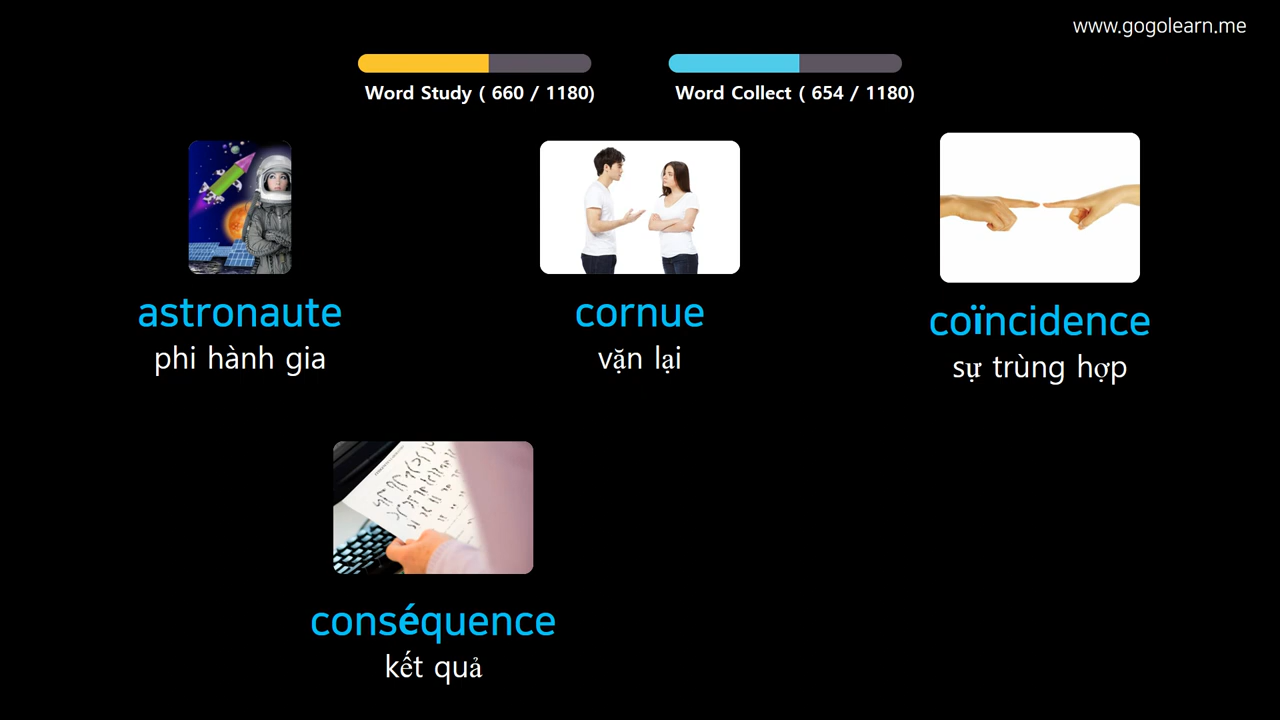 www.gogolearn.me
Word Study ( 660 / 1180)
Word Collect ( 654 / 1180)
astronaute
phi hành gia
cornue
vặn lại
coïncidence
sự trùng hợp
conséquence
kết quả